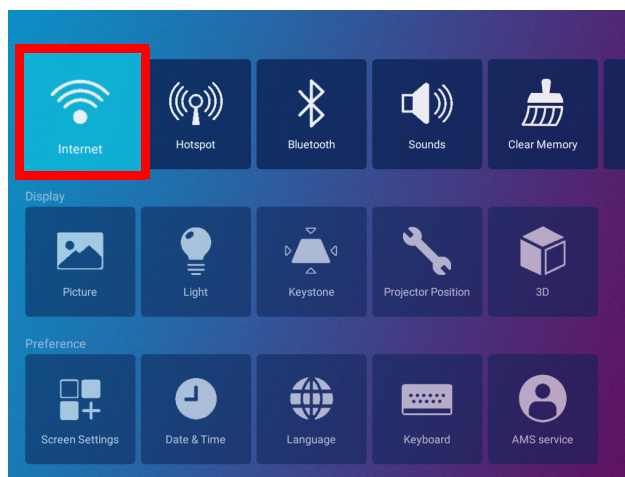 Internet
Hotspot
Bluetooth
Sounds
Clear Memory
Display
Picture
Light
Keystone
Projector Position
3D
Preference
Screen Settings
Date & Time
Language
Keyboard
AMS service